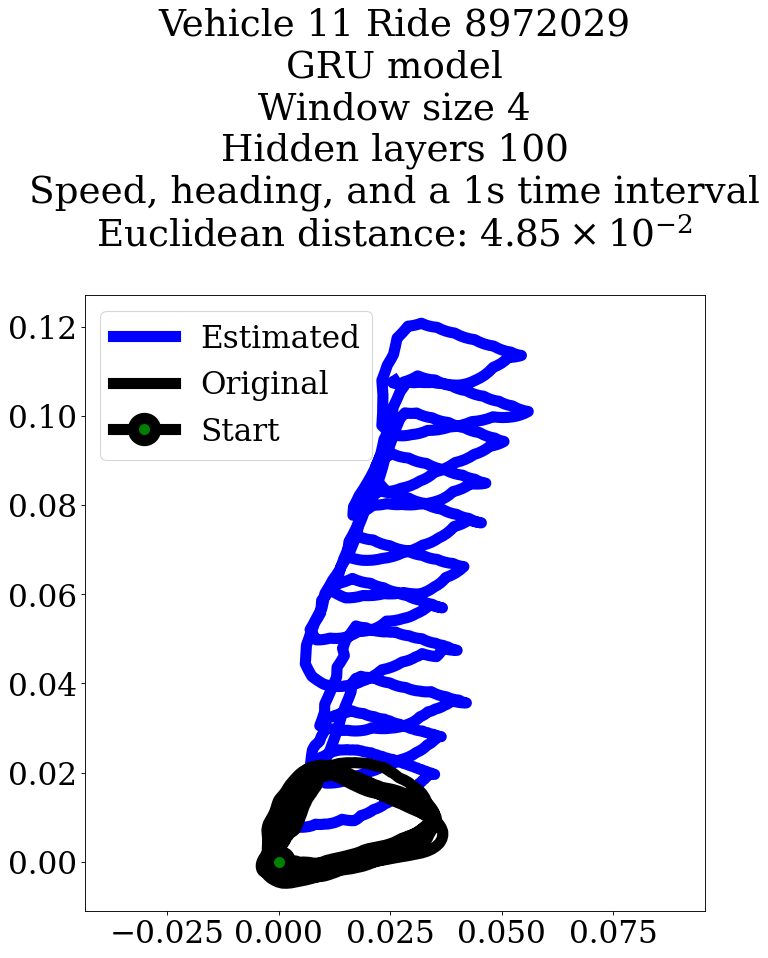 Vehicle 11 Ride 8972029
GRU model
Window size 4
Hidden layers 100
Speed, heading, and a 1s time interval
Euclidean distance: 4.85 × 10⁻²
Estimated
Original
Start
0.12
0.10
0.08
0.06
0.04
0.02
0.00
−0.025 0.000 0.025 0.050 0.075